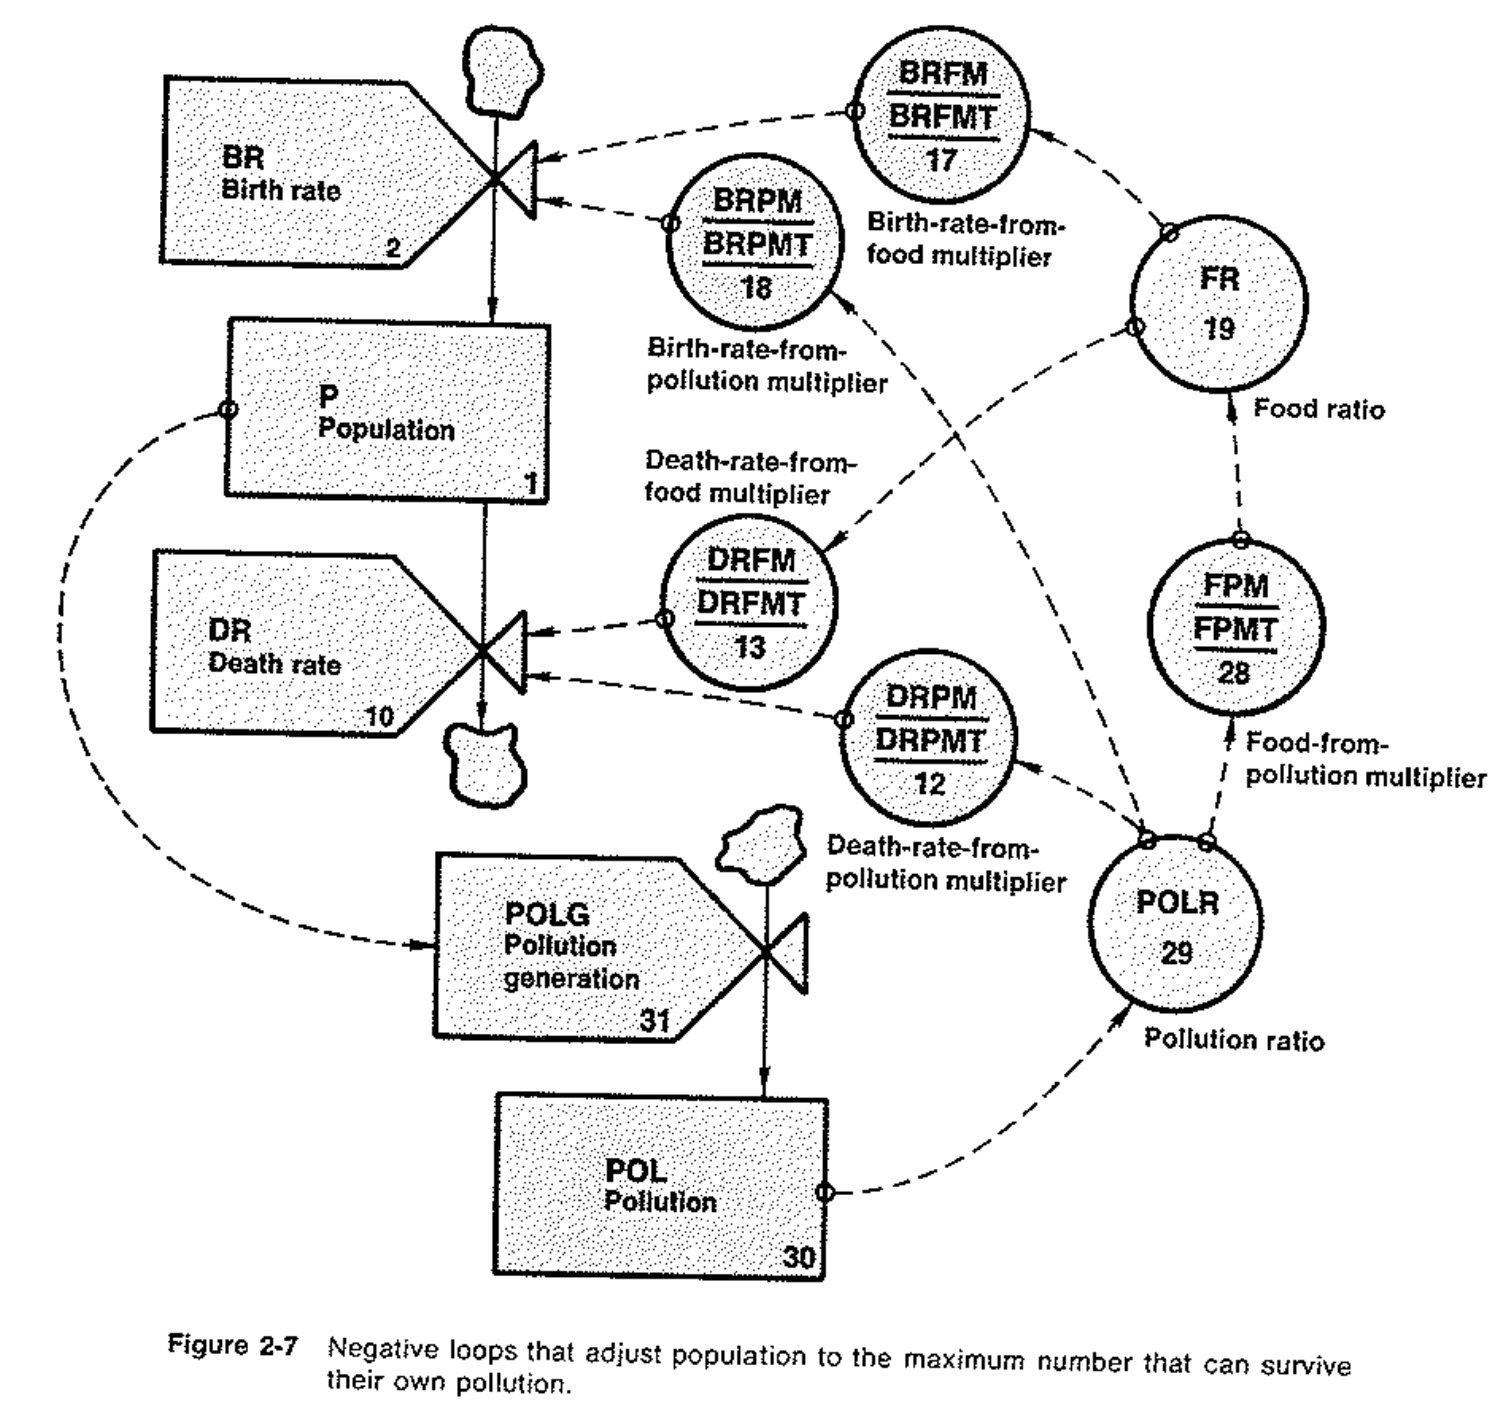 BRFM
BRFMT
17
Birth-rate-from-
food multiplier
BR
Birth rate
2
BRPM
BRPMT
18
Birth-rate-from-
pollution multiplier
FR
19
Food ratio
P
Population
1
Death-rate-from-
food multiplier
DRFM
DRFMT
13
FPM
FPMT
28
Food-from-
pollution multiplier
DR
Death rate
10
DRPM
DRPMT
12
Death-rate-from-
pollution multiplier
POLG
Pollution
generation
31
POLR
29
Pollution ratio
POL
Pollution
30
Figure 2-7 Negative loops that adjust population to the maximum number that can survive
their own pollution.